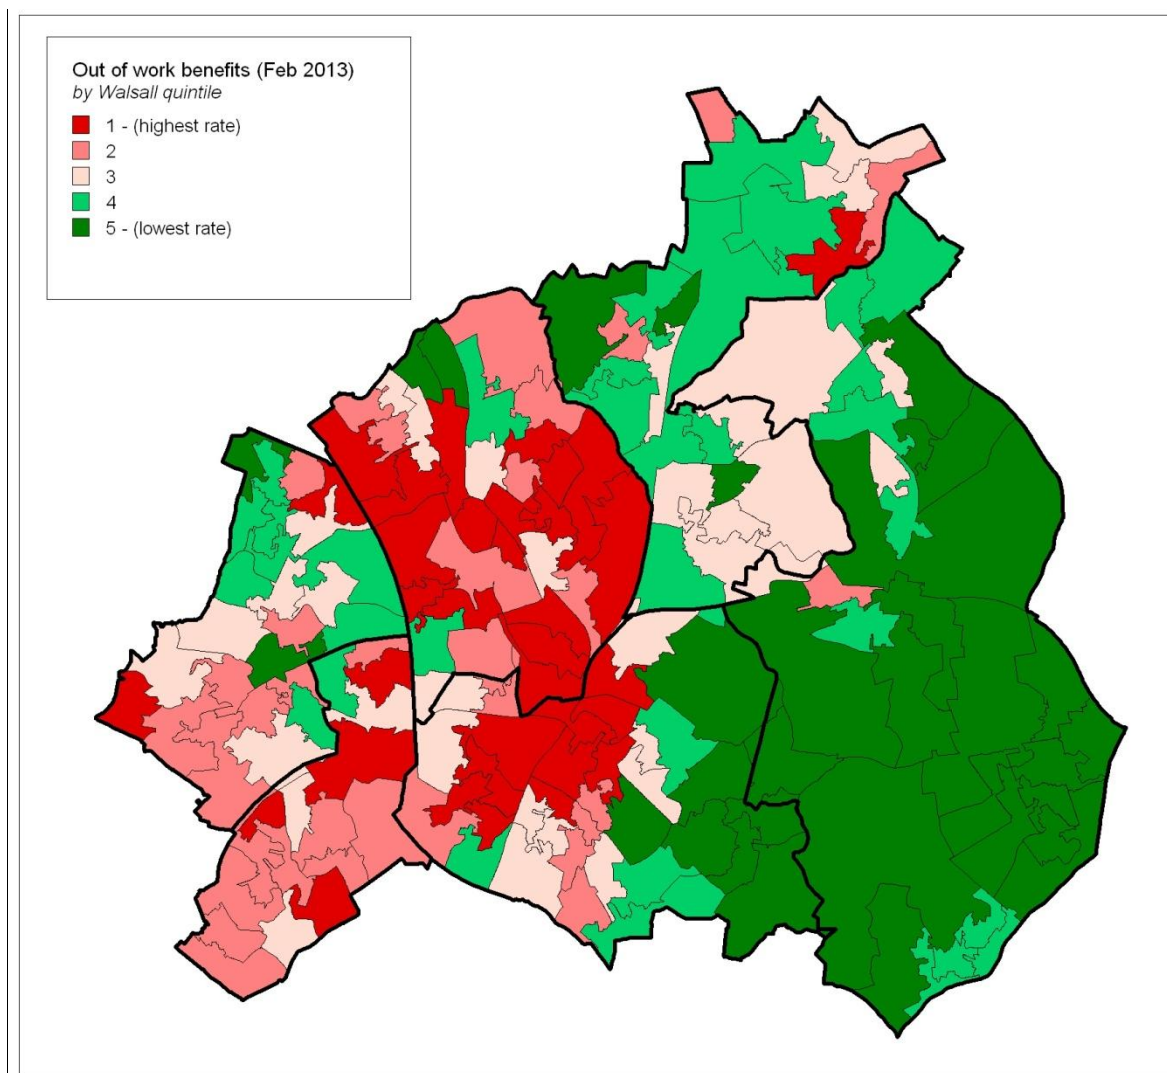 Out of work benefits (Feb 2013)
by Walsall quintile
1 - (highest rate)
2
3
4
5 - (lowest rate)